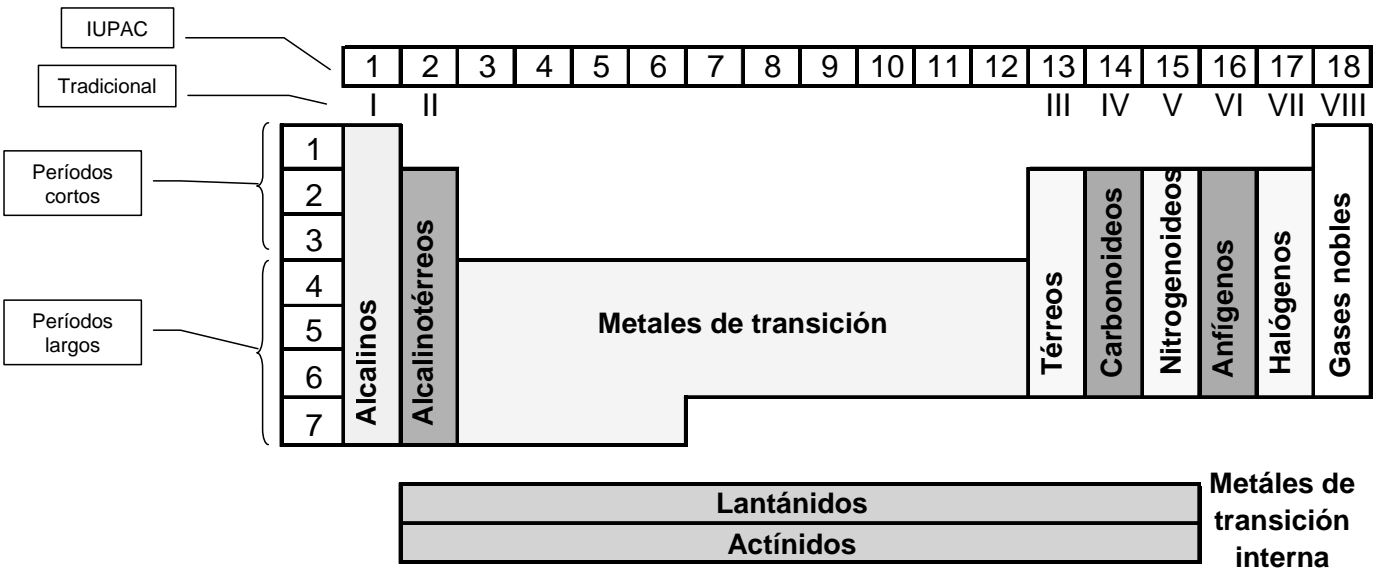 IUPAC
1 2 3 4 5 6 7 8 9 10 11 12 13 14 15 16 17 18
Tradicional
I II III IV V VI VII VIII
Períodos
cortos
1
2
3
Períodos
largos
4
5
6
7
Alcalinos
Alcalinotérreos
Metales de transición
Térreos
Carbonoideos
Nitrogenoideos
Anfígenos
Halógenos
Gases nobles
Lantánidos
Actínidos
Metáles de
transición
interna